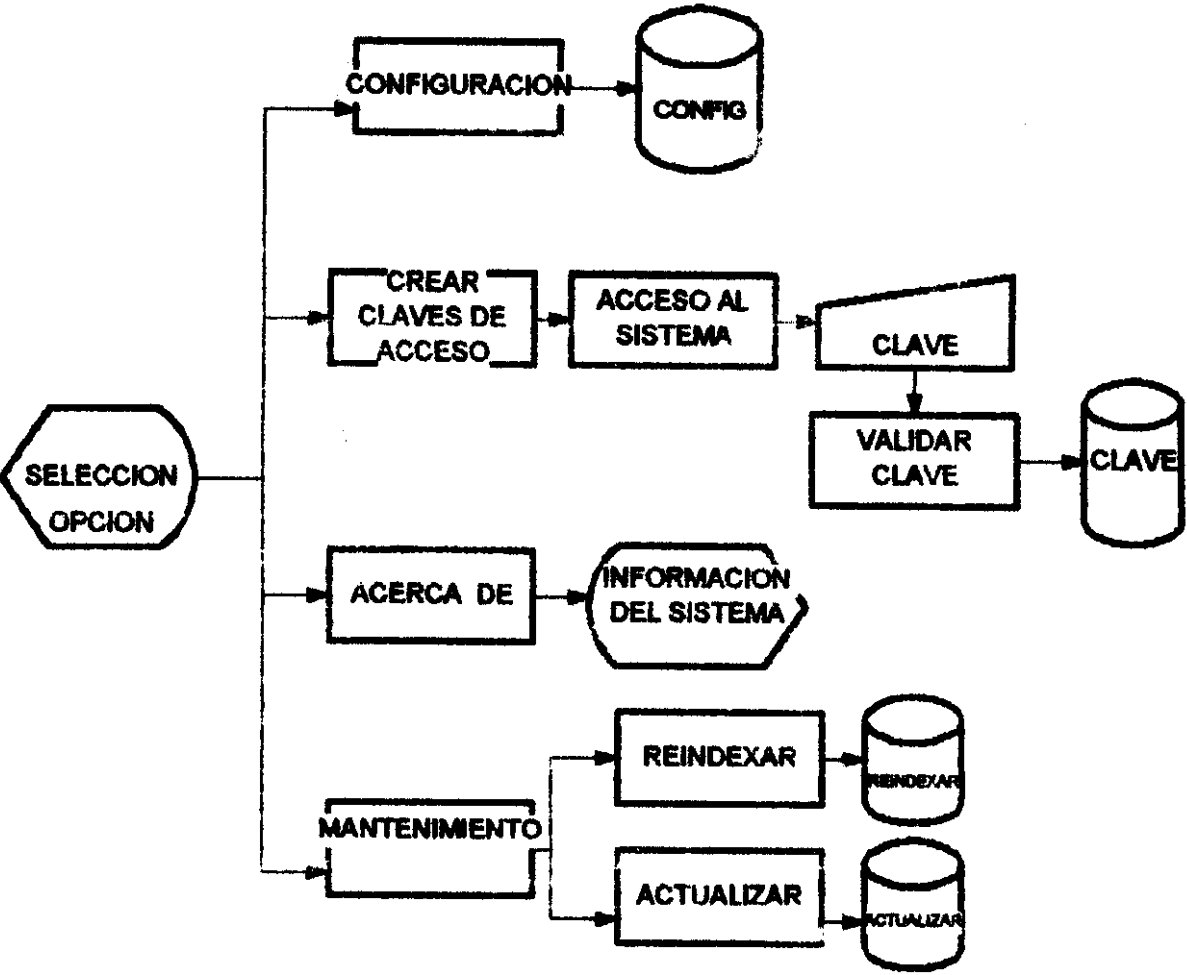 CONFIGURACION
CONFIG
CREAR
CLAVES DE
ACCESO
ACCESO AL
SISTEMA
CLAVE
VALIDAR
CLAVE
CLAVE
SELECCION
OPCION
ACERCA DE
INFORMACION
DEL SISTEMA
REINDEXAR
REINDEXAR
MANTENIMIENTO
ACTUALIZAR
ACTUALIZAR